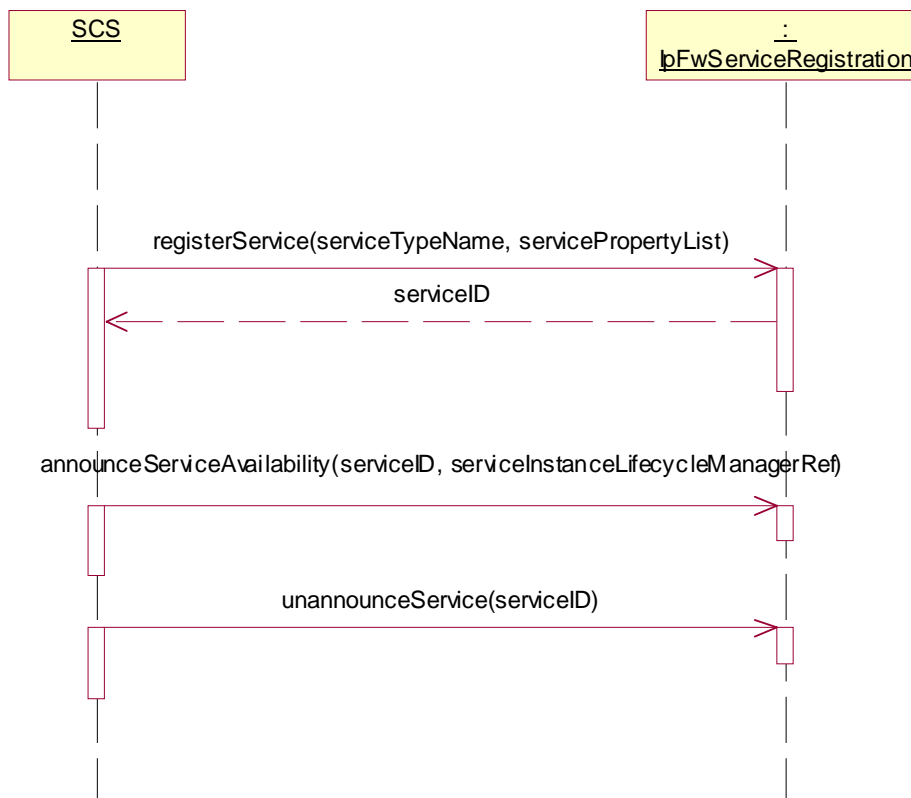 SCS
:
IpFwServiceRegistration
registerService(serviceTypeName, servicePropertyList)
serviceID
announceServiceAvailability(serviceID, serviceInstanceLifecycleManagerRef)
unannounceService(serviceID)